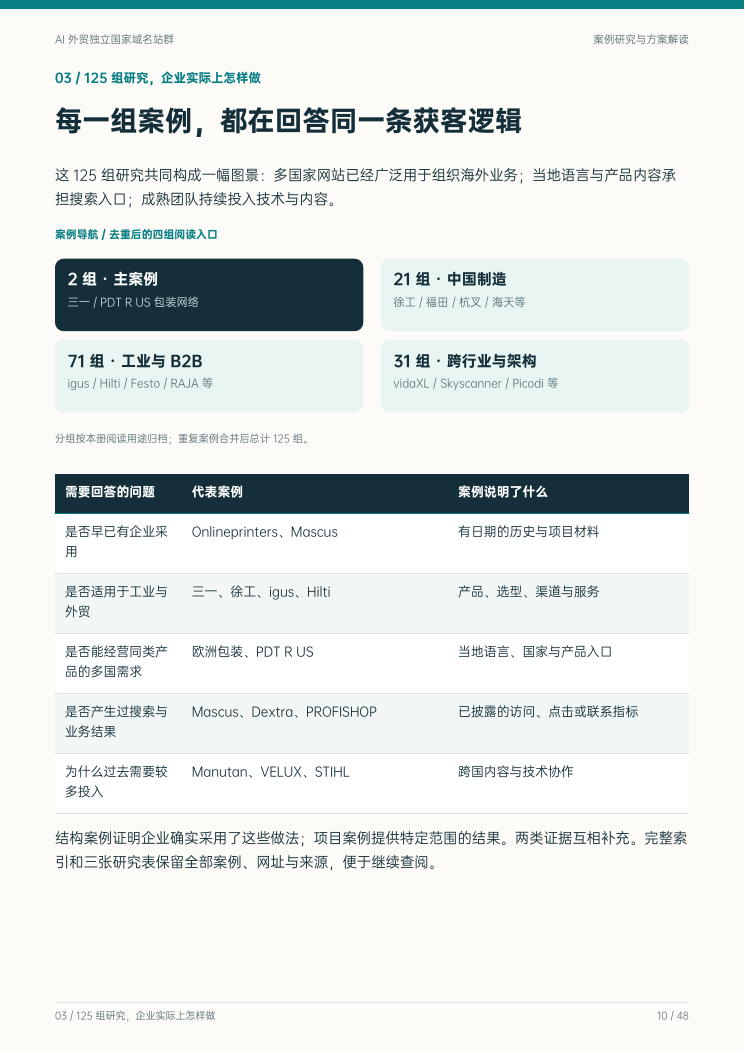 AI 外贸独立国家域名站群
案例研究与方案解读
03 / 125 组研究，企业实际上怎样做
每一组案例，都在回答同一条获客逻辑
这 125 组研究共同构成一幅图景：多国家网站已经广泛用于组织海外业务；当地语言与产品内容承
担搜索入口；成熟团队持续投入技术与内容。
案例导航 / 去重后的四组阅读入口
2 组 · 主案例
三一 / PDT R US 包装网络
21 组 · 中国制造
徐工 / 福田 / 杭叉 / 海天等
71 组 · 工业与 B2B
igus / Hilti / Festo / RAJA 等
31 组 · 跨行业与架构
vidaXL / Skyscanner / Picodi 等
分组按本册阅读用途归档；重复案例合并后总计 125 组。
需要回答的问题
代表案例
案例说明了什么
是否早已有企业采
用
Onlineprinters、Mascus
有日期的历史与项目材料
是否适用于工业与
外贸
三一、徐工、igus、Hilti
产品、选型、渠道与服务
是否能经营同类产
品的多国需求
欧洲包装、PDT R US
当地语言、国家与产品入口
是否产生过搜索与
业务结果
Mascus、Dextra、PROFISHOP
已披露的访问、点击或联系指标
为什么过去需要较
多投入
Manutan、VELUX、STIHL
跨国内容与技术协作
结构案例证明企业确实采用了这些做法；项目案例提供特定范围的结果。两类证据互相补充。完整索
引和三张研究表保留全部案例、网址与来源，便于继续查阅。
03 / 125 组研究，企业实际上怎样做
10 / 48